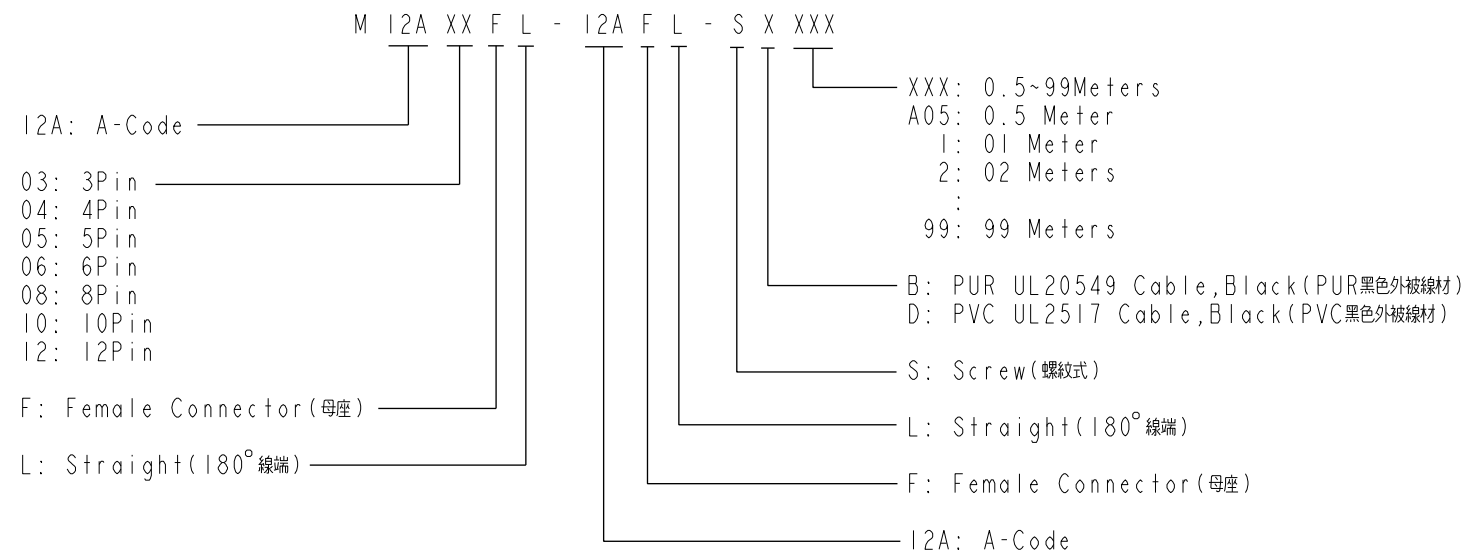 M 12A XX F L - 12A F L - S X XXX
12A: A-Code
03: 3Pin
04: 4Pin
05: 5Pin
06: 6Pin
08: 8Pin
10: 10Pin
12: 12Pin
F: Female Connector(母座)
L: Straight(180°線端)
XXX: 0.5~99Meters
A05: 0.5 Meter
1: 01 Meter
2: 02 Meters
:
99: 99 Meters
B: PUR UL20549 Cable,Black(PUR黑色外被線材)
D: PVC UL2517 Cable,Black(PVC黑色外被線材)
S: Screw(螺紋式)
L: Straight(180°線端)
F: Female Connector(母座)
12A: A-Code